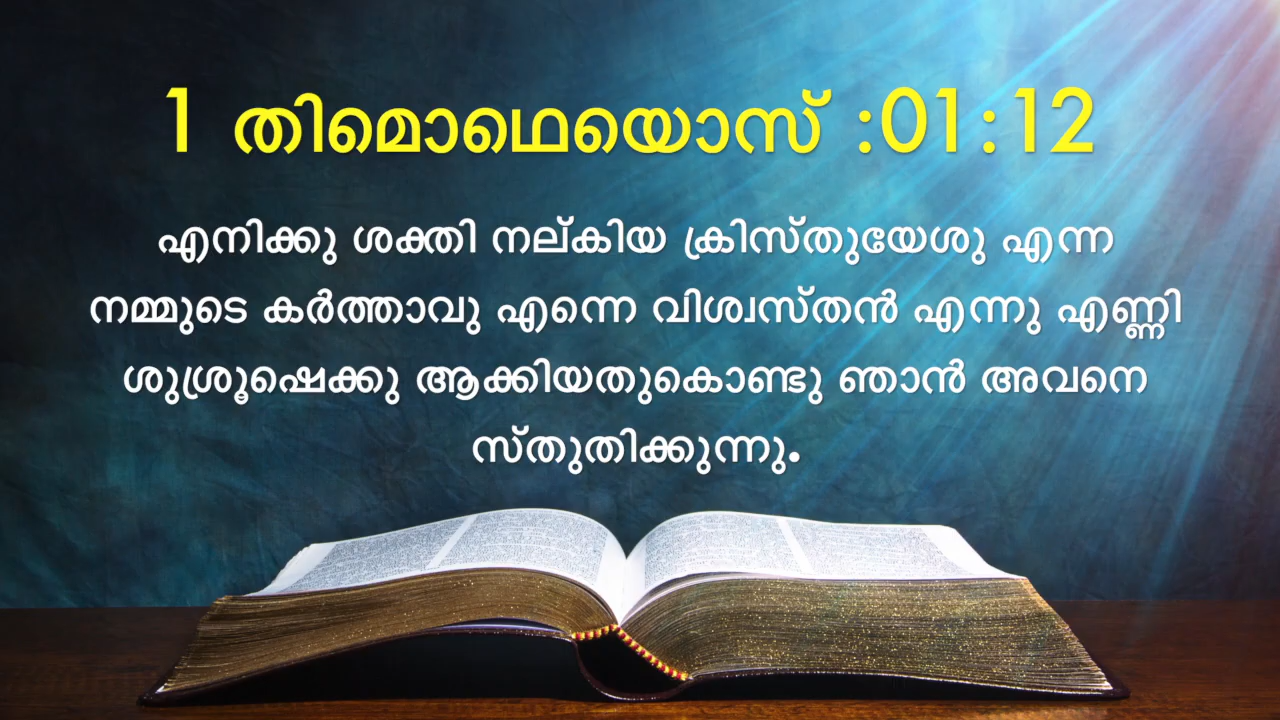 1 തിമൊഥെയൊസ് :01:12
എനിക്കു ശക്തി നല്കിയ ക്രിസ്തുയേശു എന്ന
നമ്മുടെ കർത്താവു എന്നെ വിശ്വസ്തൻ എന്നു എണ്ണി
ശുശ്രൂഷെക്കു ആക്കിയതുകൊണ്ടു ഞാൻ അവനെ
സ്തുതിക്കുന്നു.